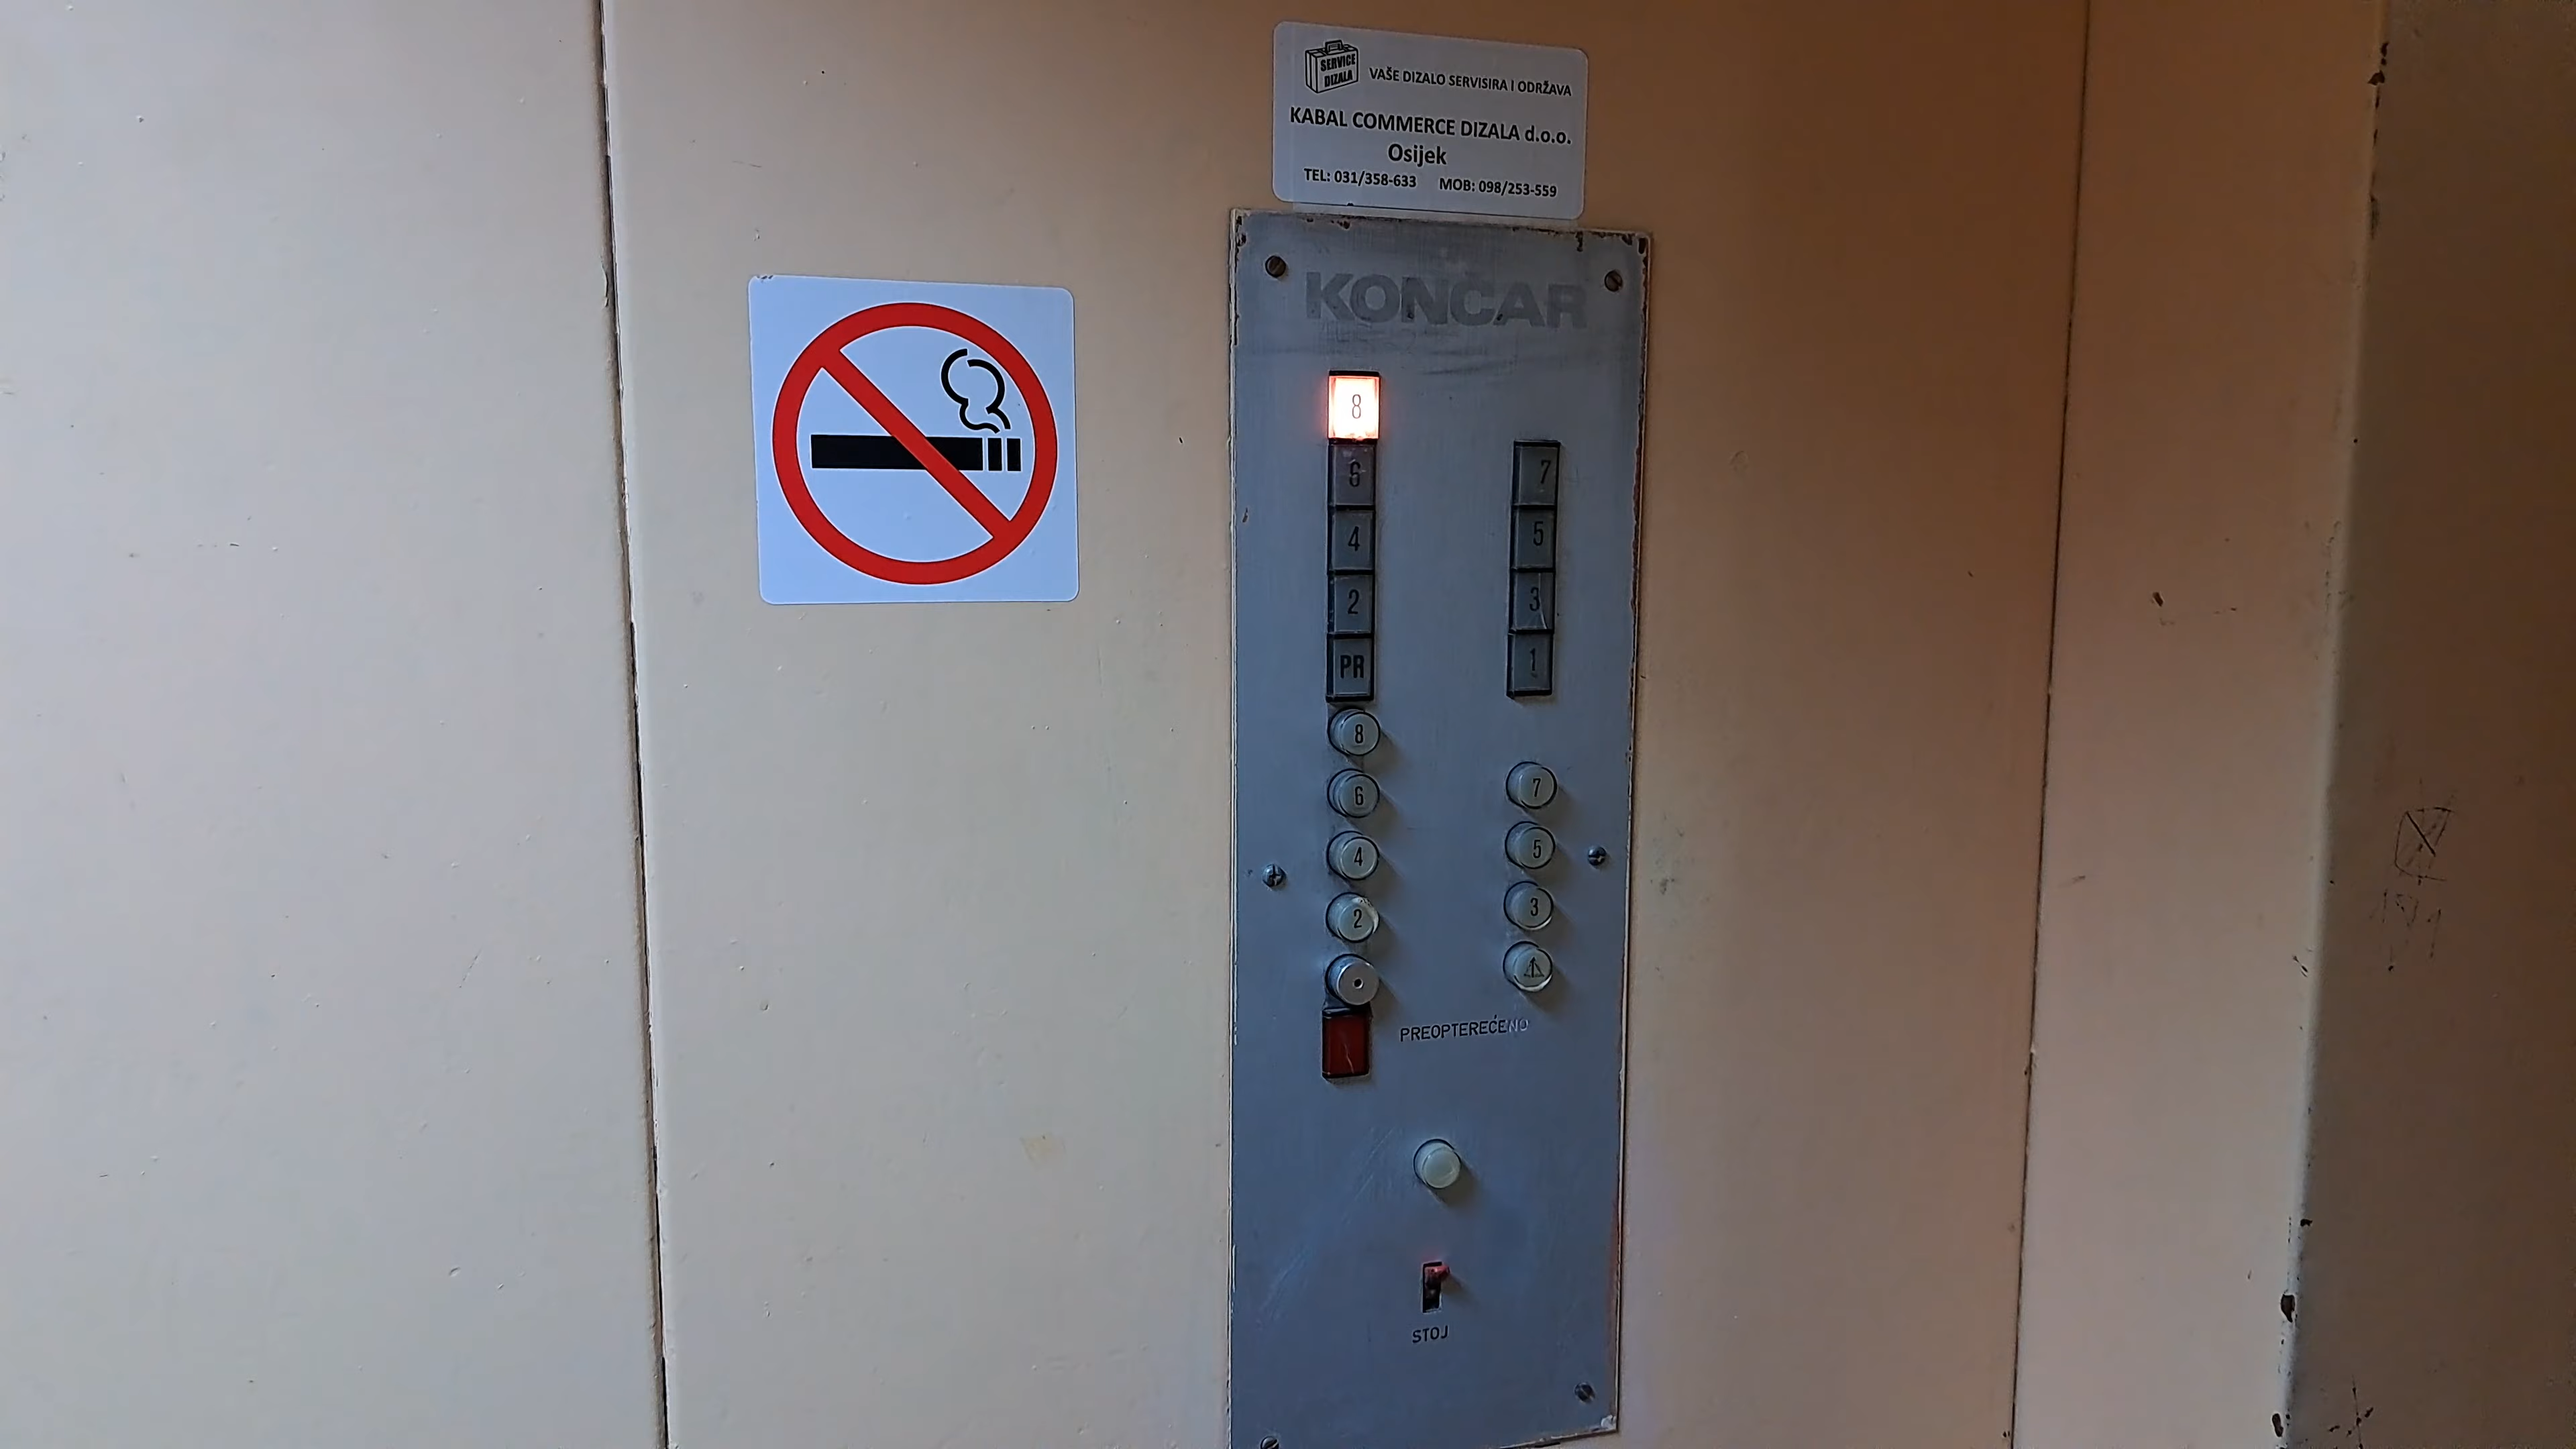 SERVICE
DIZALA
VAŠE DIZALO SERVISIRA I ODRŽAVA
KABAL COMMERCE DIZALA d.o.o.
Osijek
TEL: 031/358-633 MOB: 098/253-559
KONČAR
8
6 7
4 5
2 3
PR 1
8
6 7
4 5
2 3
1
PREOPTEREĆENO
STOJ